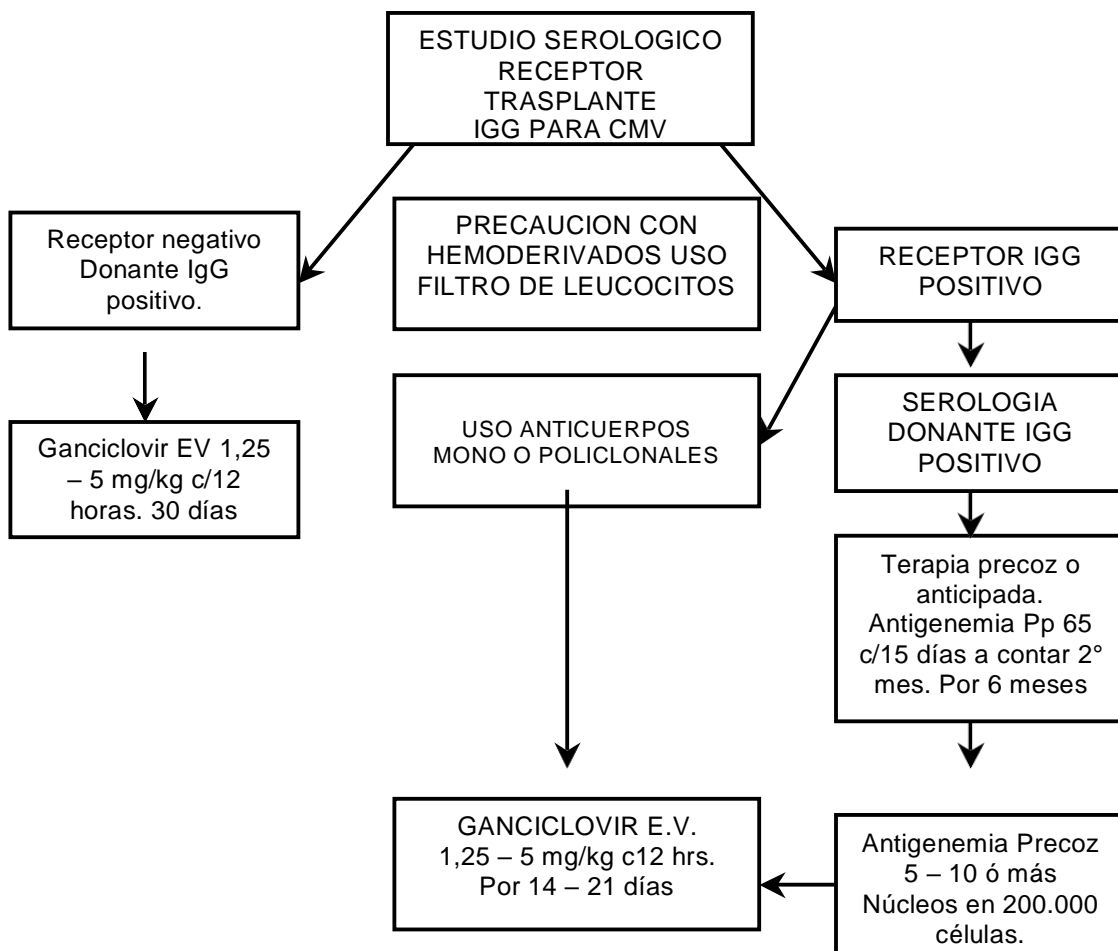 ESTUDIO SEROLOGICO
RECEPTOR
TRASPLANTE
IGG PARA CMV
Receptor negativo
Donante IgG
positivo.
PRECAUCION CON
HEMODERIVADOS USO
FILTRO DE LEUCOCITOS
RECEPTOR IGG
POSITIVO
Ganciclovir EV 1,25
– 5 mg/kg c/12
horas. 30 días
USO ANTICUERPOS
MONO O POLICLONALES
SEROLOGIA
DONANTE IGG
POSITIVO
Terapia precoz o
anticipada.
Antigenemia Pp 65
c/15 días a contar 2°
mes. Por 6 meses
GANCICLOVIR E.V.
1,25 – 5 mg/kg c12 hrs.
Por 14 – 21 días
Antigenemia Precoz
5 – 10 ó más
Núcleos en 200.000
células.